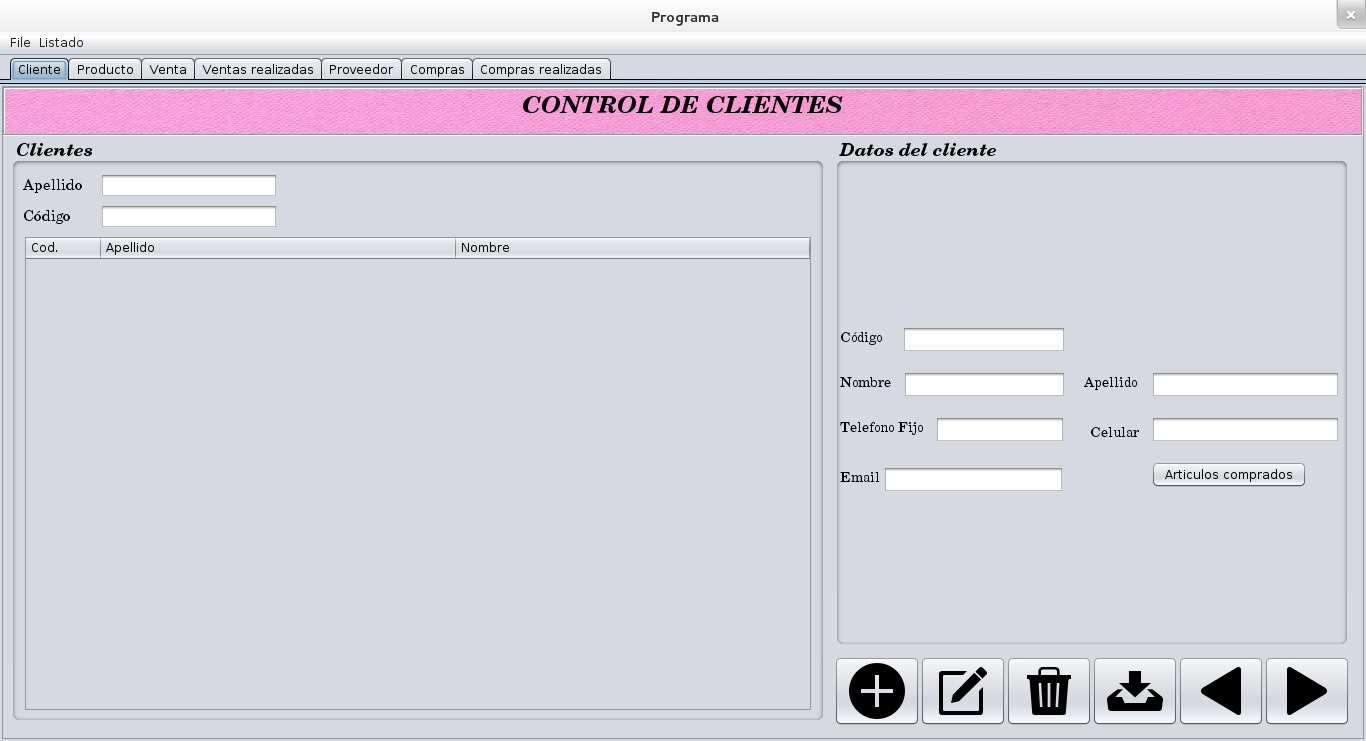 Programa
File Listado
Cliente Producto Venta Ventas realizadas Proveedor Compras Compras realizadas
CONTROL DE CLIENTES
Clientes
Apellido
Código
Cod. Apellido Nombre
Datos del cliente
Código
Nombre Apellido
Telefono Fijo Celular
Email Articulos comprados